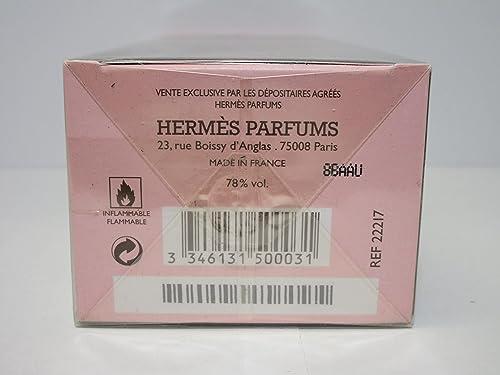 VENTE EXCLUSIVE PAR LES DÉPOSITAIRES AGRÉÉS
HERMÈS PARFUMS
HERMÈS PARFUMS
23, rue Boissy d'Anglas . 75008 Paris
MADE IN FRANCE
8BAAU
78% vol.
INFLAMMABLE
FLAMMABLE
3 346131 500031
REF 22217